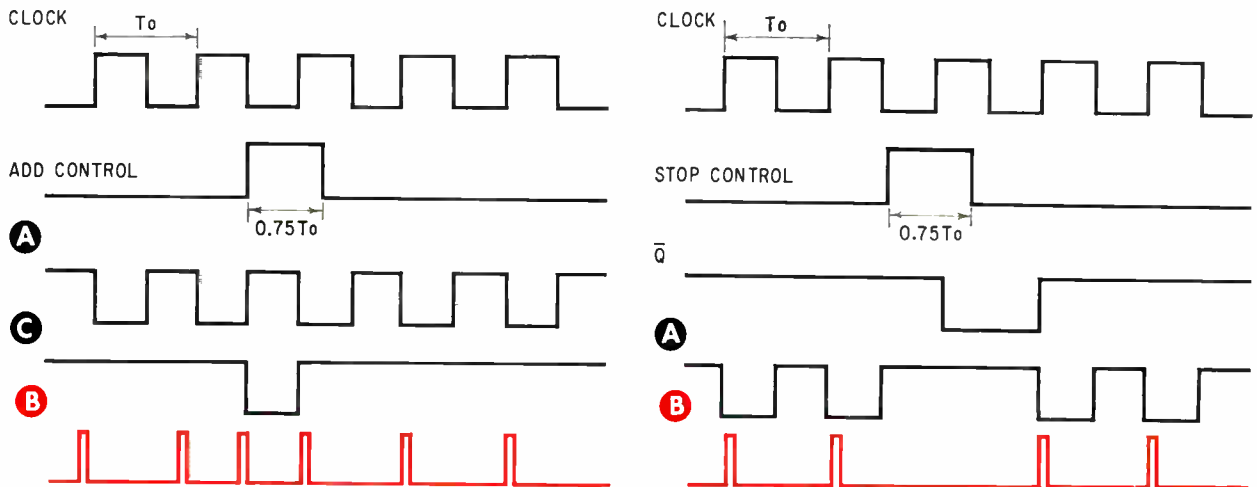 CLOCK
To
ADD CONTROL
0.75To
A
C
B
CLOCK
To
STOP CONTROL
0.75To
Q̅
A
B